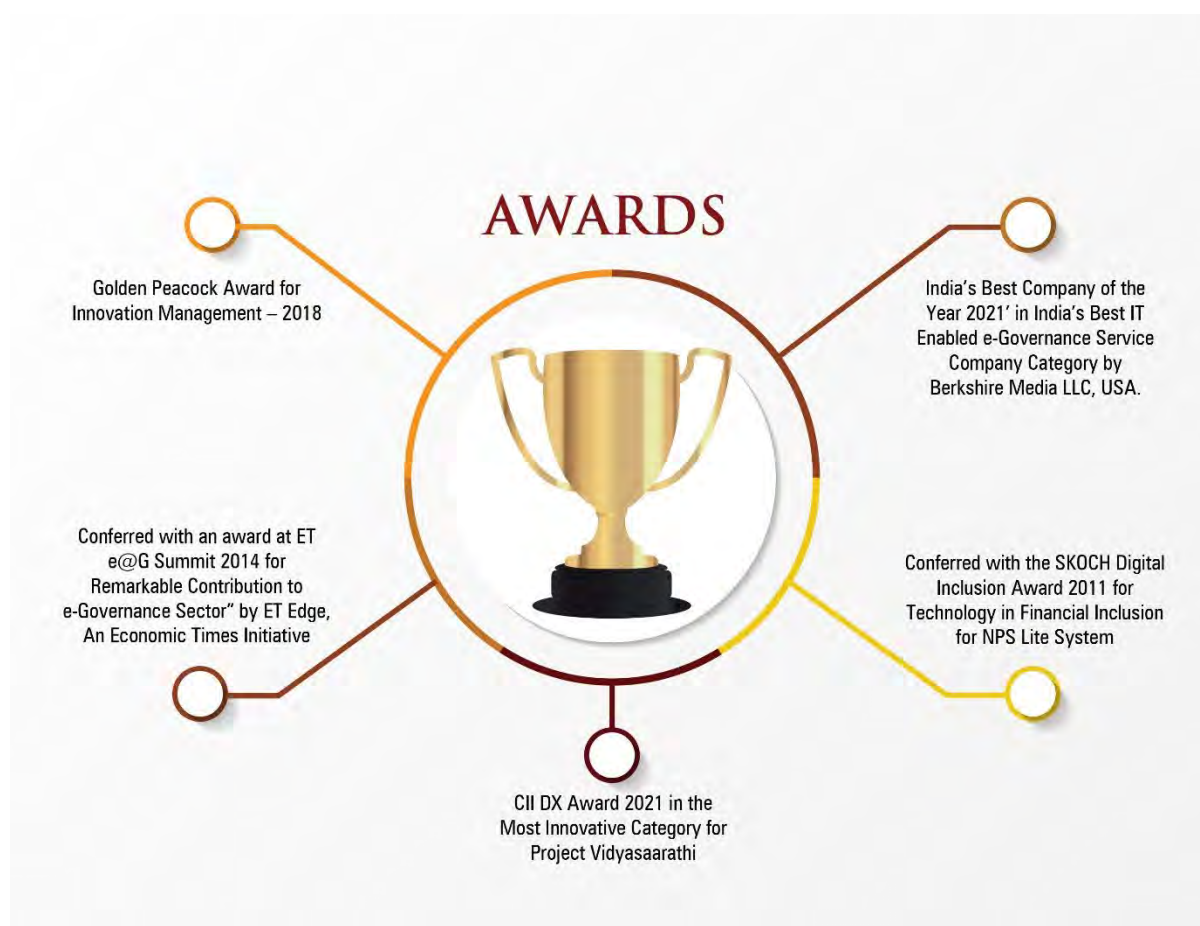 AWARDS
Golden Peacock Award for
Innovation Management – 2018
India's Best Company of the
Year 2021' in India's Best IT
Enabled e-Governance Service
Company Category by
Berkshire Media LLC, USA.
Conferred with an award at ET
e@G Summit 2014 for
Remarkable Contribution to
e-Governance Sector" by ET Edge,
An Economic Times Initiative
Conferred with the SKOCH Digital
Inclusion Award 2011 for
Technology in Financial Inclusion
for NPS Lite System
CII DX Award 2021 in the
Most Innovative Category for
Project Vidyasaarathi